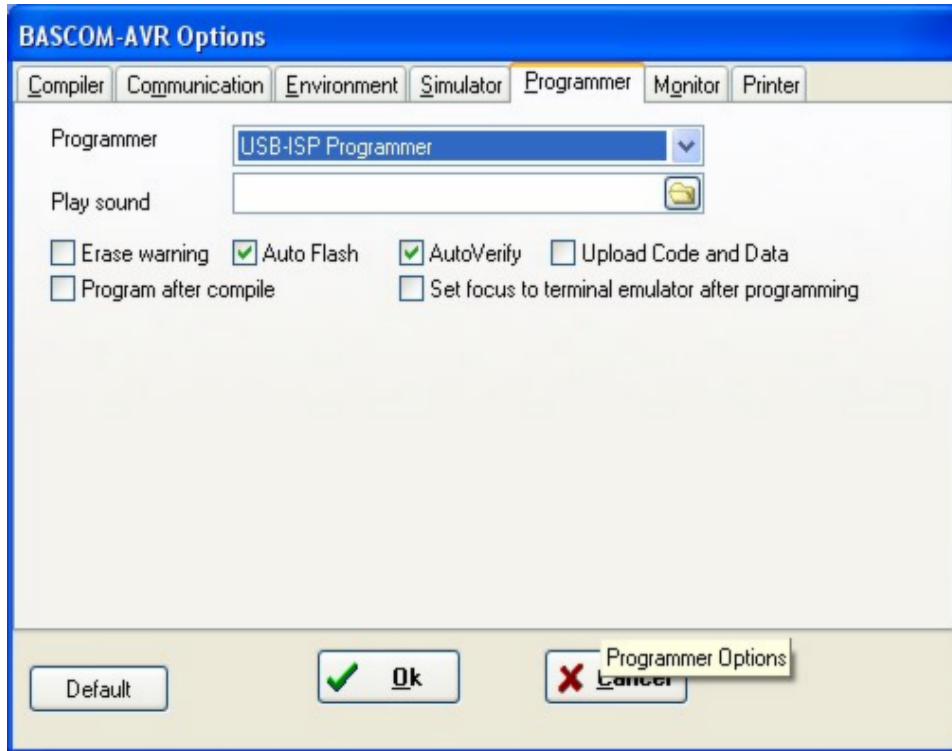 BASCOM-AVR Options
Compiler Communication Environment Simulator Programmer Monitor Printer
Programmer USB-ISP Programmer
Play sound
Erase warning Auto Flash AutoVerify Upload Code and Data
Program after compile Set focus to terminal emulator after programming
Programmer Options
Default Ok Cancel